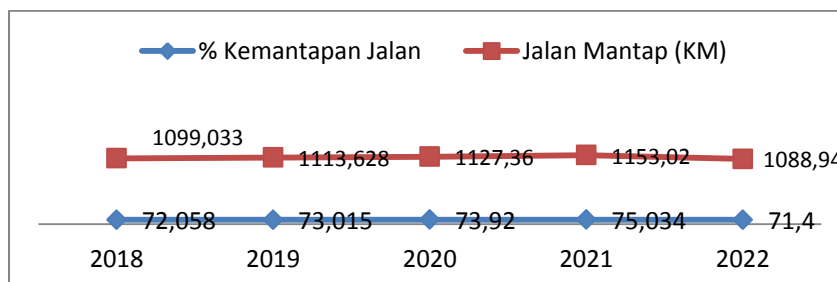 % Kemantapan Jalan Jalan Mantap (KM)
1099,033 1113,628 1127,36 1153,02 1088,94
72,058 73,015 73,92 75,034 71,4
2018 2019 2020 2021 2022